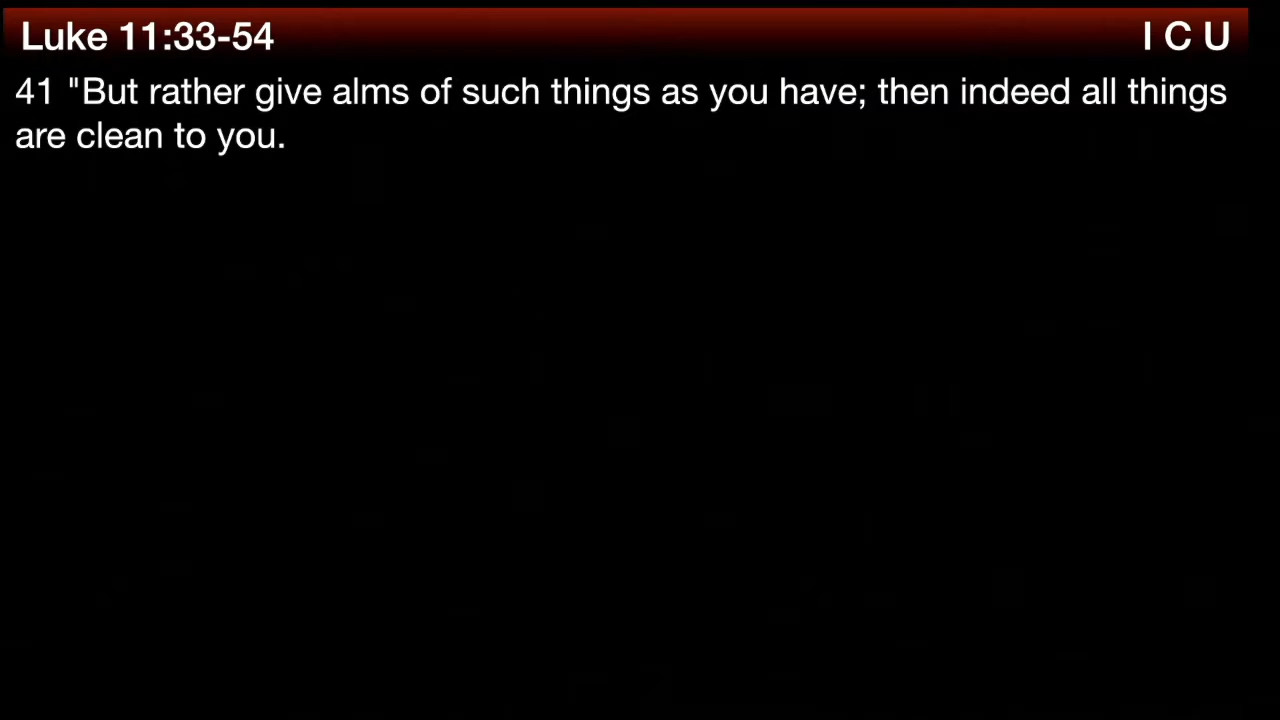 Luke 11:33-54 I C U
41 "But rather give alms of such things as you have; then indeed all things
are clean to you.